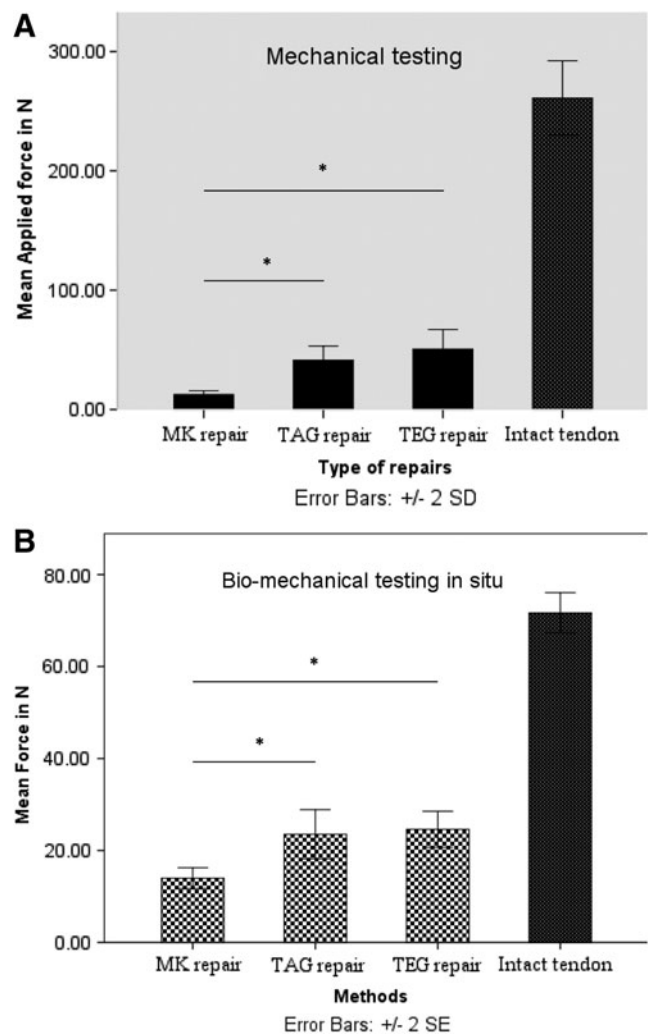 A
Mechanical testing
Mean Applied force in N
300.00
200.00
100.00
0.00
*
*
MK repair TAG repair TEG repair Intact tendon
Type of repairs
Error Bars: +/- 2 SD
B
Bio-mechanical testing in situ
Mean Force in N
80.00
60.00
40.00
20.00
0.00
*
*
MK repair TAG repair TEG repair Intact tendon
Methods
Error Bars: +/- 2 SE